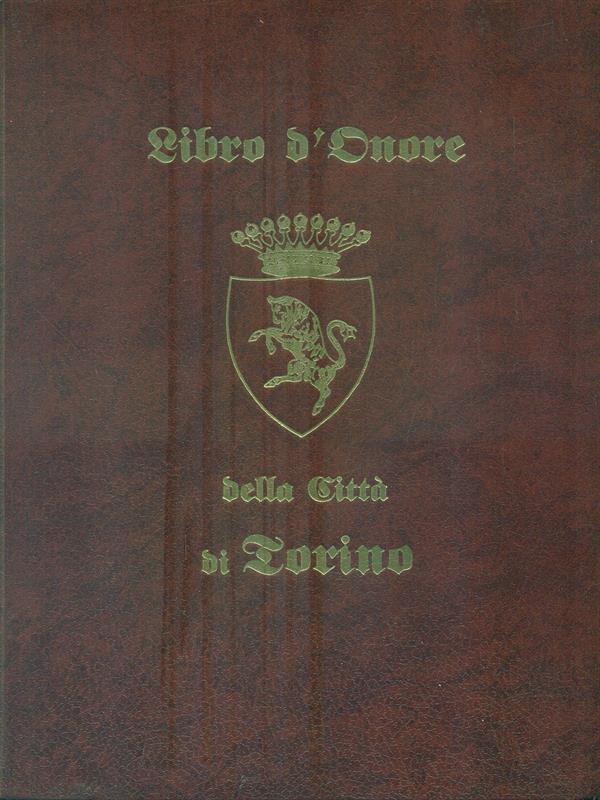 Libro d'Onore
della Città
di Torino